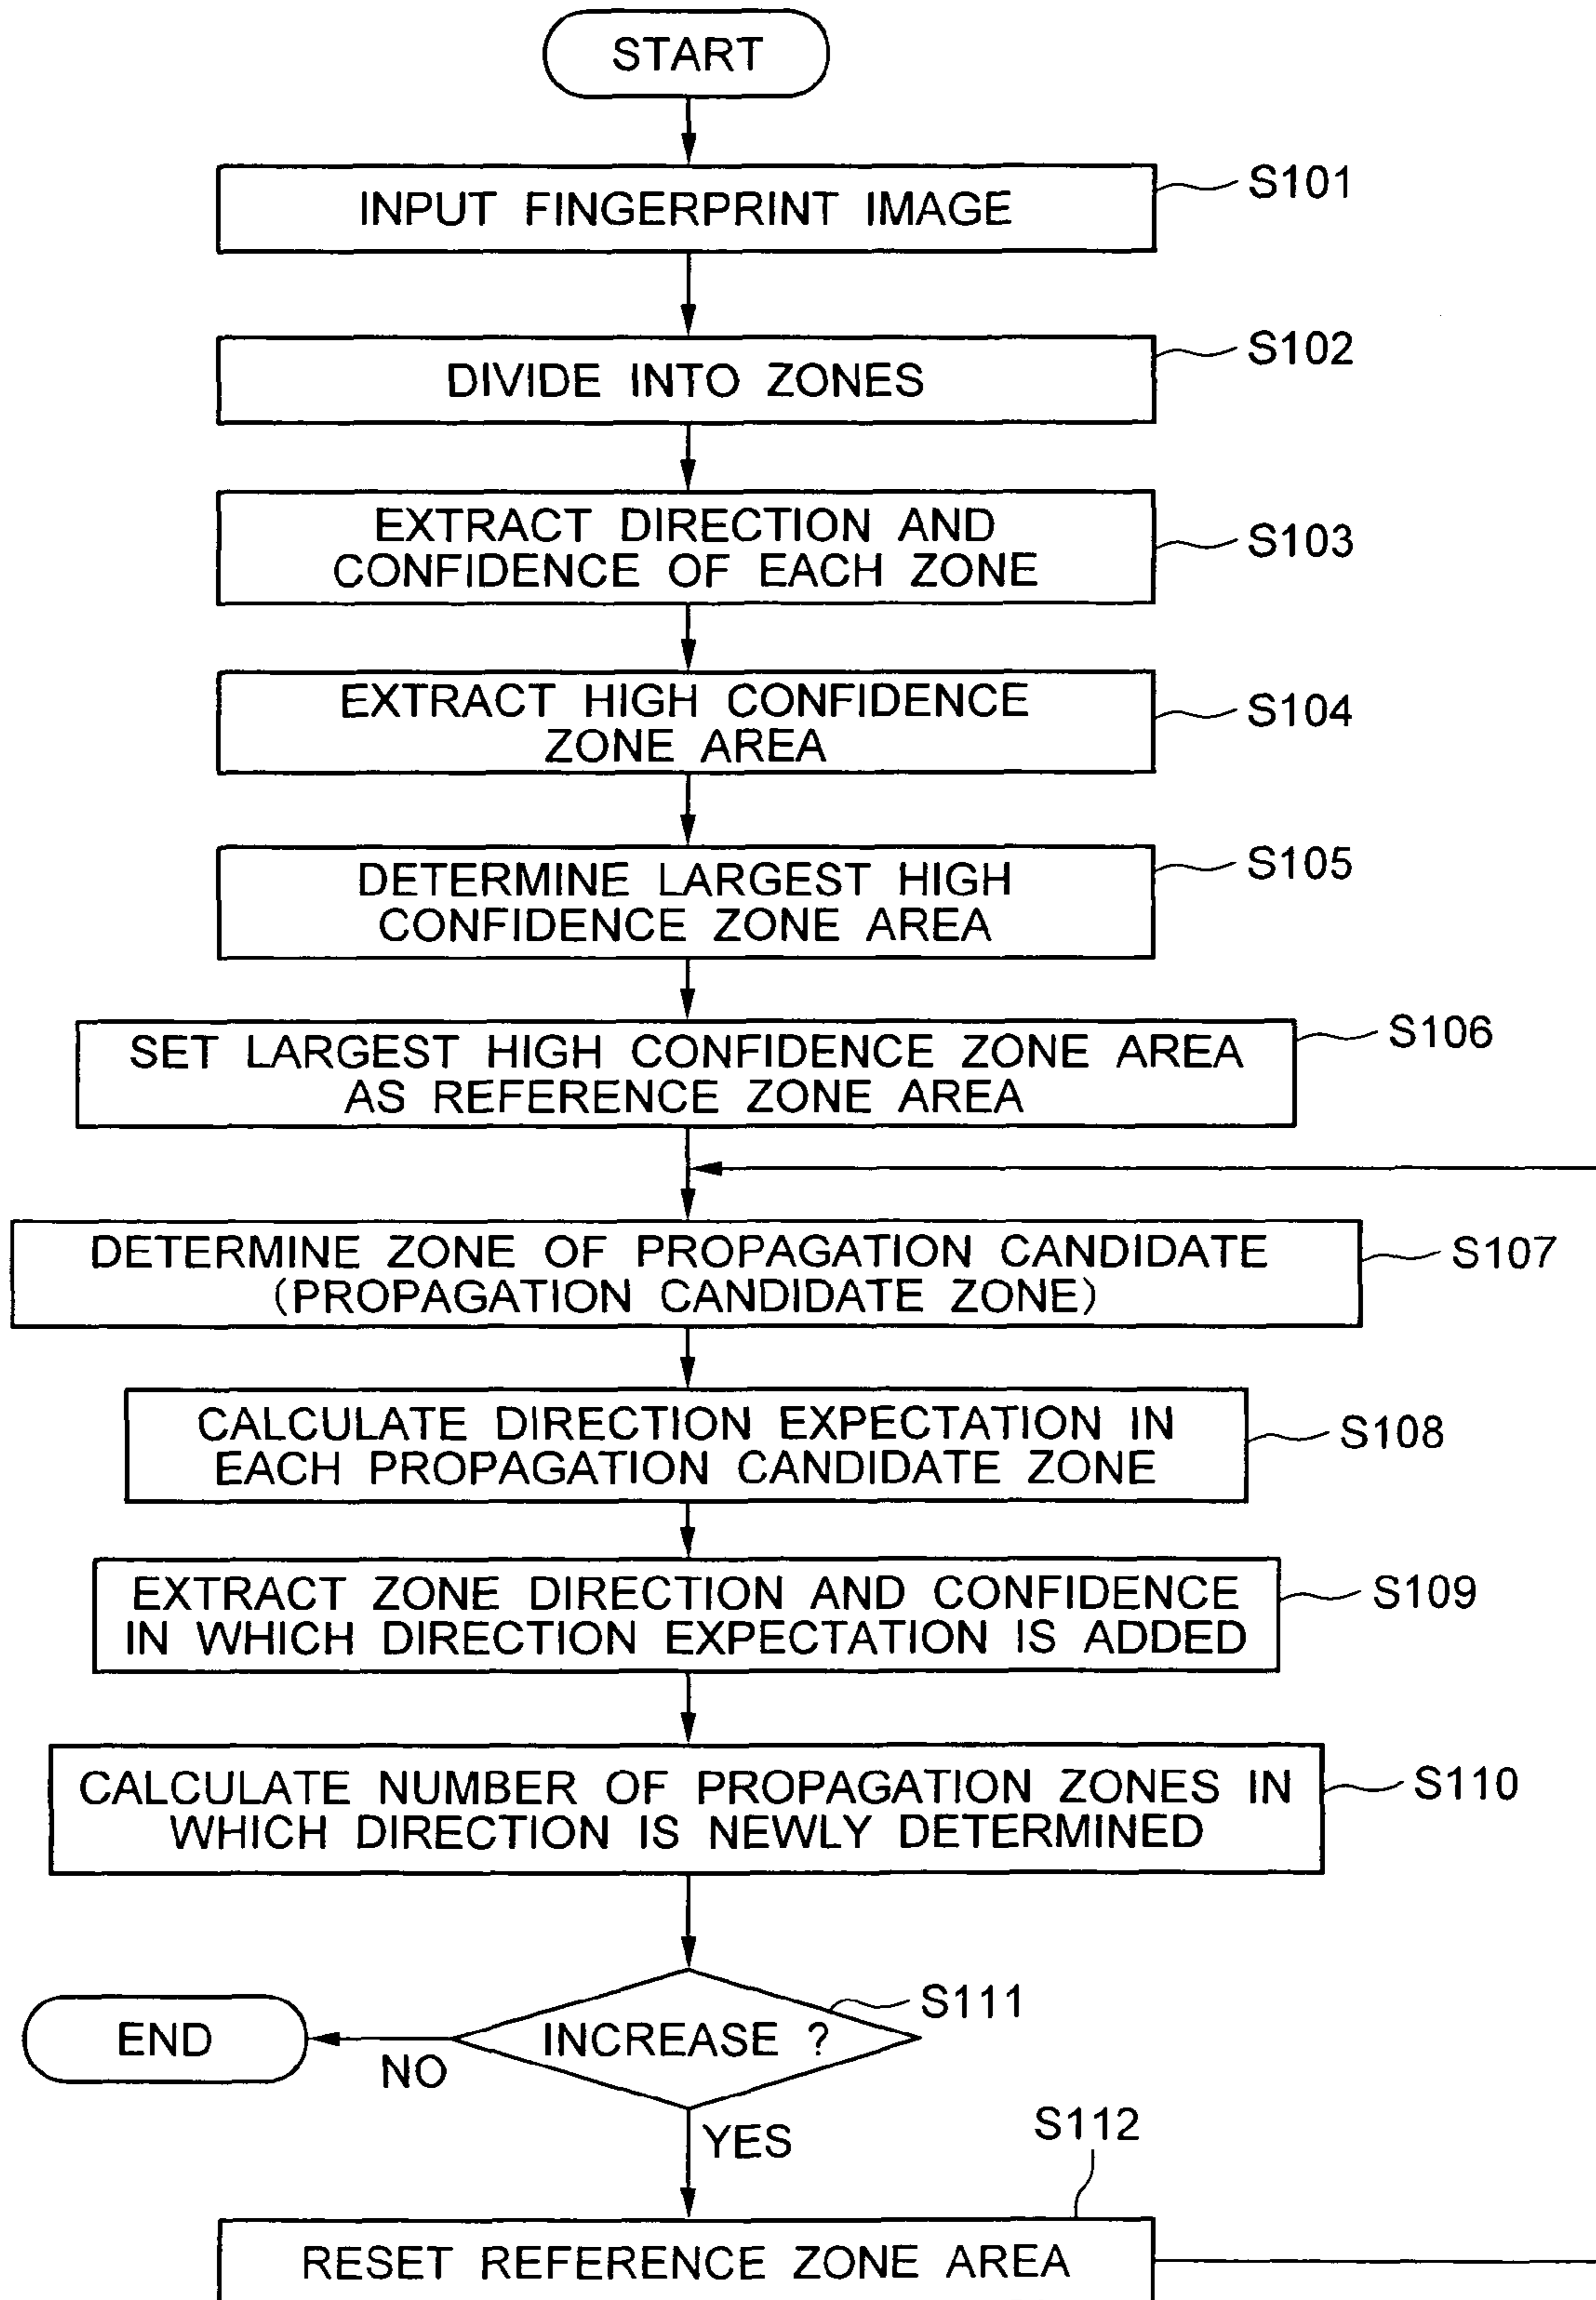 START
INPUT FINGERPRINT IMAGE
S101
DIVIDE INTO ZONES
S102
EXTRACT DIRECTION AND
CONFIDENCE OF EACH ZONE
S103
EXTRACT HIGH CONFIDENCE
ZONE AREA
S104
DETERMINE LARGEST HIGH
CONFIDENCE ZONE AREA
S105
SET LARGEST HIGH CONFIDENCE ZONE AREA
AS REFERENCE ZONE AREA
S106
DETERMINE ZONE OF PROPAGATION CANDIDATE
(PROPAGATION CANDIDATE ZONE)
S107
CALCULATE DIRECTION EXPECTATION IN
EACH PROPAGATION CANDIDATE ZONE
S108
EXTRACT ZONE DIRECTION AND CONFIDENCE
IN WHICH DIRECTION EXPECTATION IS ADDED
S109
CALCULATE NUMBER OF PROPAGATION ZONES IN
WHICH DIRECTION IS NEWLY DETERMINED
S110
INCREASE ?
S111
END
NO
YES
S112
RESET REFERENCE ZONE AREA